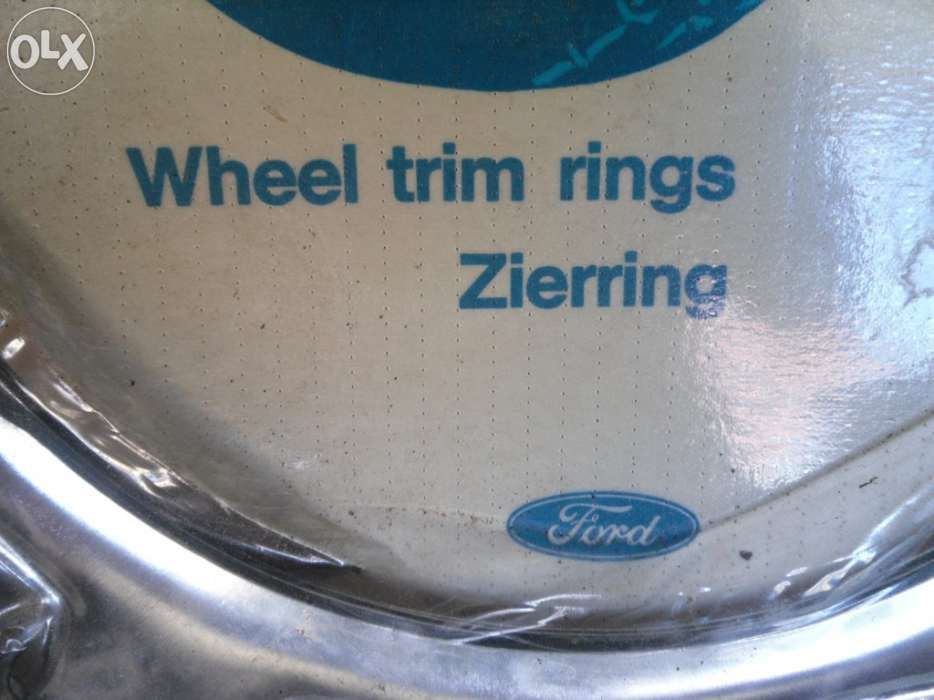 OLX
Wheel trim rings
Zierring
Ford